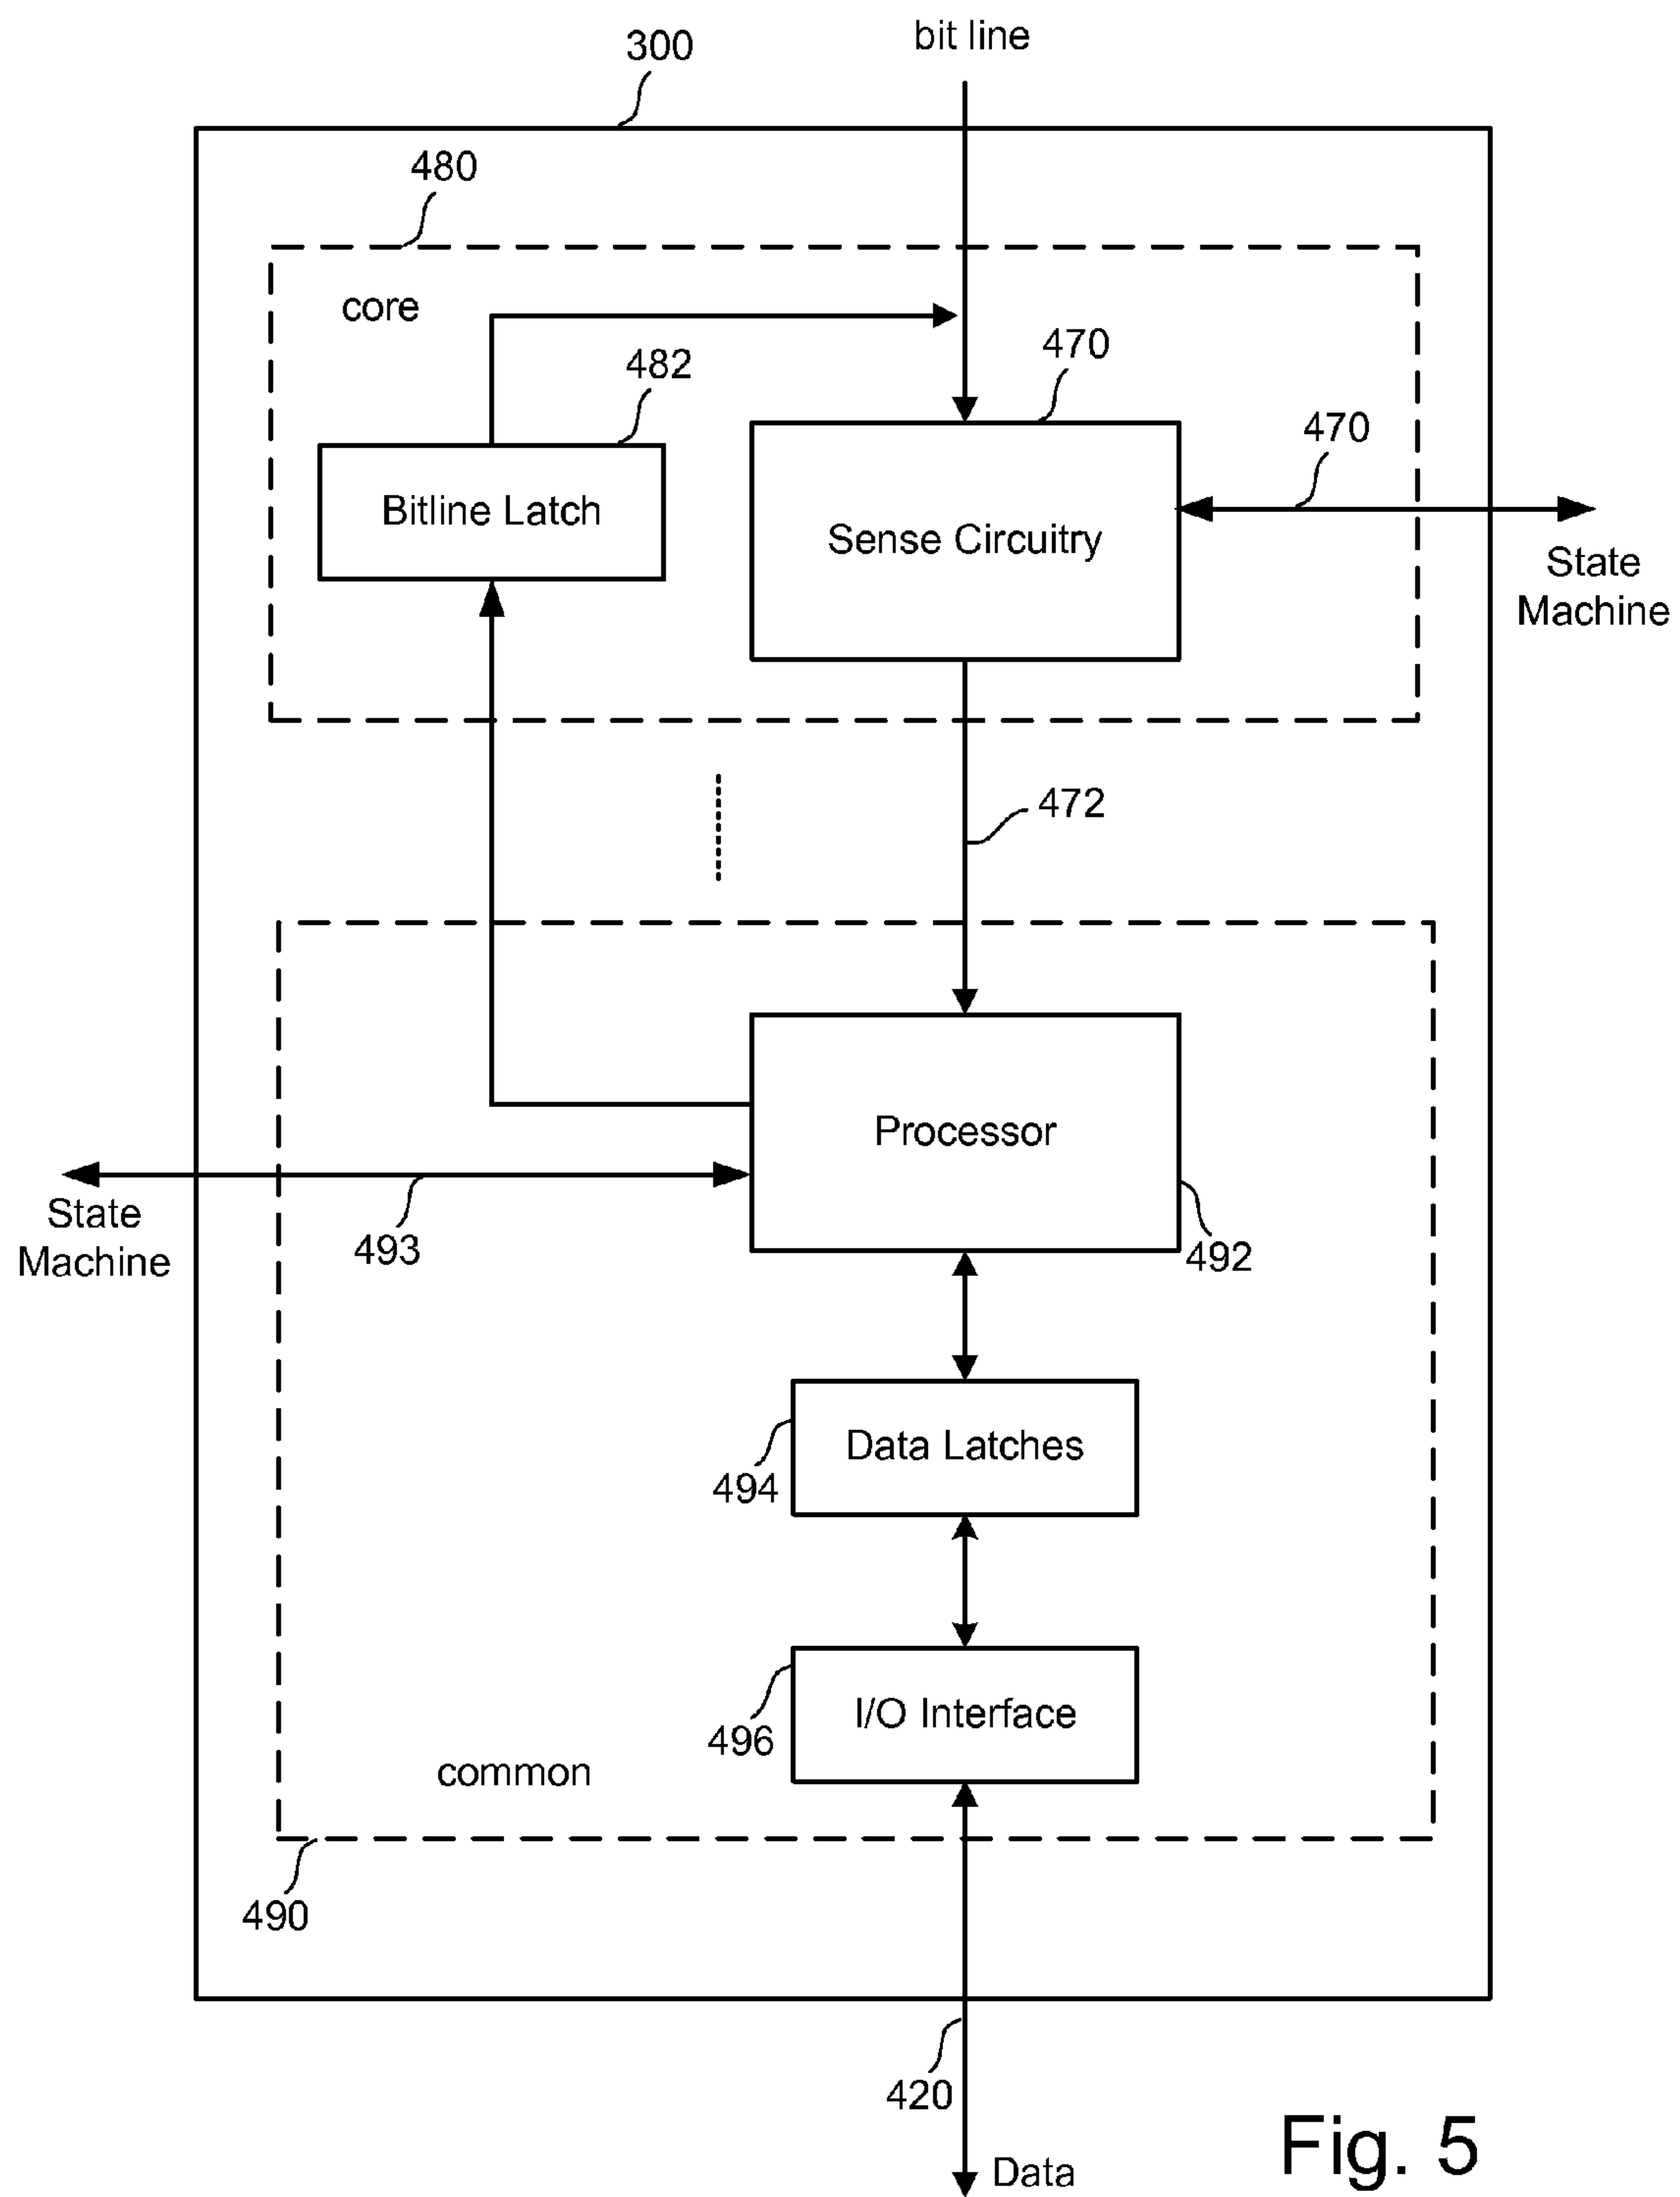 bit line
300
480
core
482
470
470
Bitline Latch
Sense Circuitry
State
Machine
472
Processor
State
Machine
493
492
Data Latches
494
I/O Interface
496
common
490
420
Data
Fig. 5